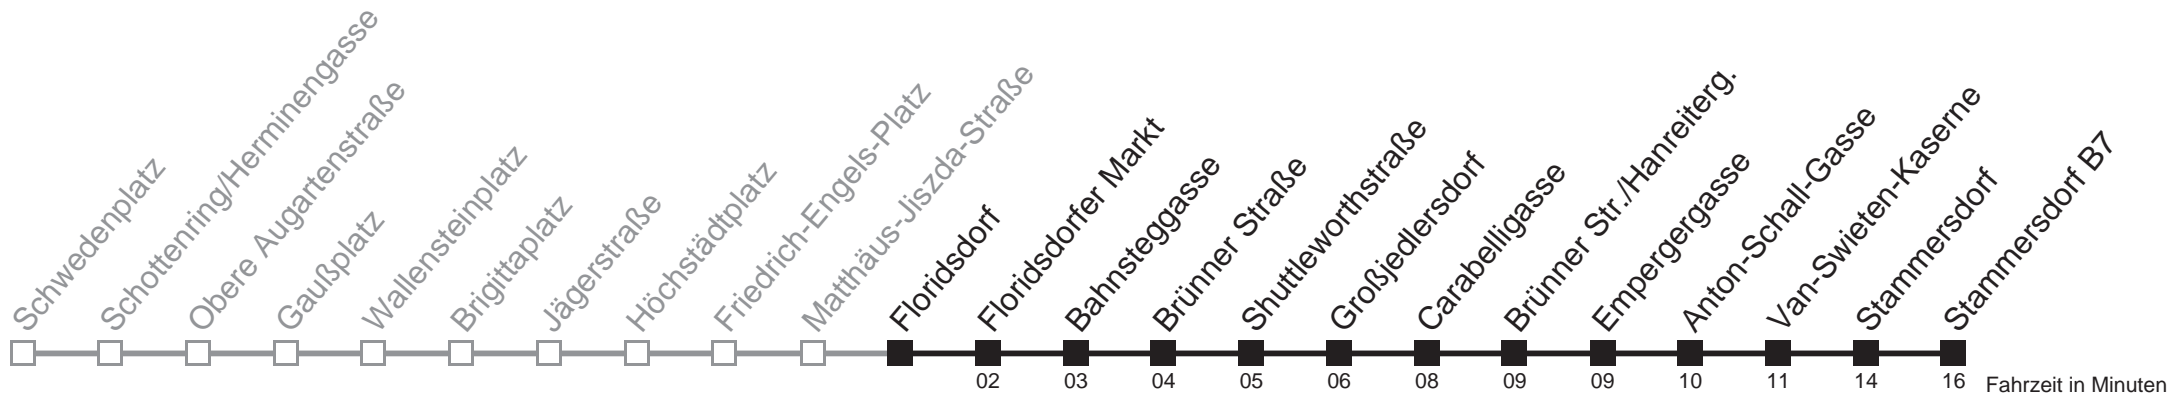 Schwedenplatz
Schottenring/Herminengasse
Obere Augartenstraße
Gaußplatz
Wallensteinplatz
Brigittaplatz
Jägerstraße
Höchstädtplatz
Friedrich-Engels-Platz
Matthäus-Jiszda-Straße
Floridsdorf
Floridsdorfer Markt
Bahnsteggasse
Brünner Straße
Shuttleworthstraße
Großjedlersdorf
Carabelligasse
Brünner Str./Hanreiterg.
Empergergasse
Anton-Schall-Gasse
Van-Swieten-Kaserne
Stammersdorf
Stammersdorf B7
02 03 04 05 06 08 09 09 10 11 14 16 Fahrzeit in Minuten